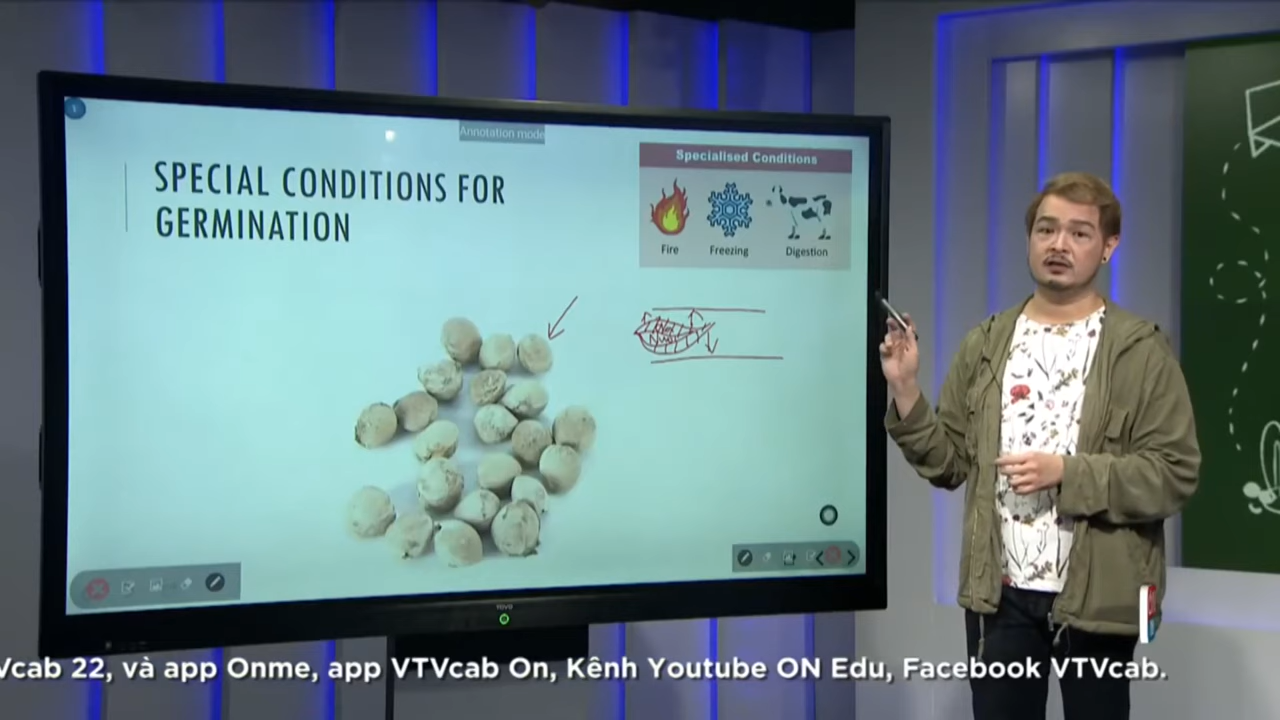 Annotation mode
SPECIAL CONDITIONS FOR
GERMINATION
Specialised Conditions
Fire
Freezing
Digestion
Vcab 22, và app Onme, app VTVcab On, Kênh Youtube ON Edu, Facebook VTVcab.